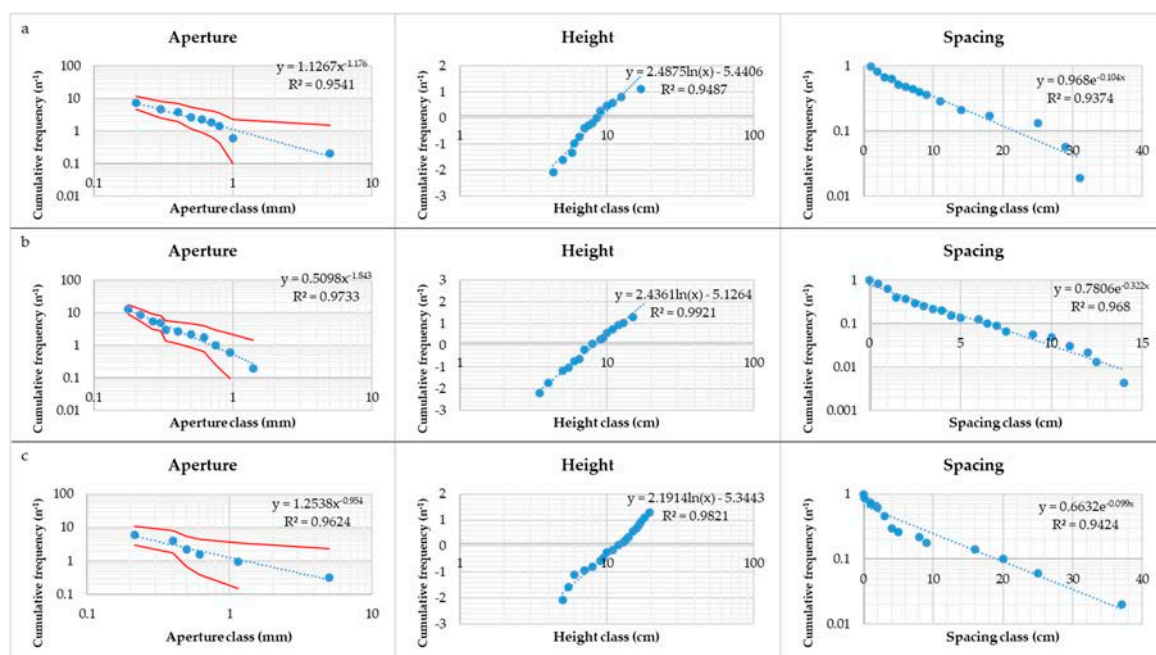 a
Aperture
y = 1.1267x^-1.176
R² = 0.9541
Cumulative frequency (n⁻¹)
100
10
1
0.1
0.01
0.1
1
10
Aperture class (mm)
Height
y = 2.4875ln(x) - 5.4406
R² = 0.9487
Cumulative frequency (n⁻¹)
2
1
0
-1
-2
-3
1
10
100
Height class (cm)
Spacing
y = 0.968e^-0.104x
R² = 0.9374
Cumulative frequency (n⁻¹)
1
0.1
0.01
0
10
20
30
40
Spacing class (cm)
b
Aperture
y = 0.5098x^-1.843
R² = 0.9733
Cumulative frequency (n⁻¹)
100
10
1
0.1
0.01
0.1
1
10
Aperture class (mm)
Height
y = 2.4361ln(x) - 5.1264
R² = 0.9921
Cumulative frequency (n⁻¹)
3
2
1
0
-1
-2
-3
1
10
100
Height class (cm)
Spacing
y = 0.7806e^-0.322x
R² = 0.968
Cumulative frequency (n⁻¹)
1
0.1
0.01
0.001
0
5
10
15
Spacing class (cm)
c
Aperture
y = 1.2538x^-0.954
R² = 0.9624
Cumulative frequency (n⁻¹)
100
10
1
0.1
0.1
1
10
Aperture class (mm)
Height
y = 2.1914ln(x) - 5.3443
R² = 0.9821
Cumulative frequency (n⁻¹)
2
1
0
-1
-2
-3
1
10
100
Height class (cm)
Spacing
y = 0.6632e^-0.099x
R² = 0.9424
Cumulative frequency (n⁻¹)
1
0.1
0.01
0
10
20
30
40
Spacing class (cm)